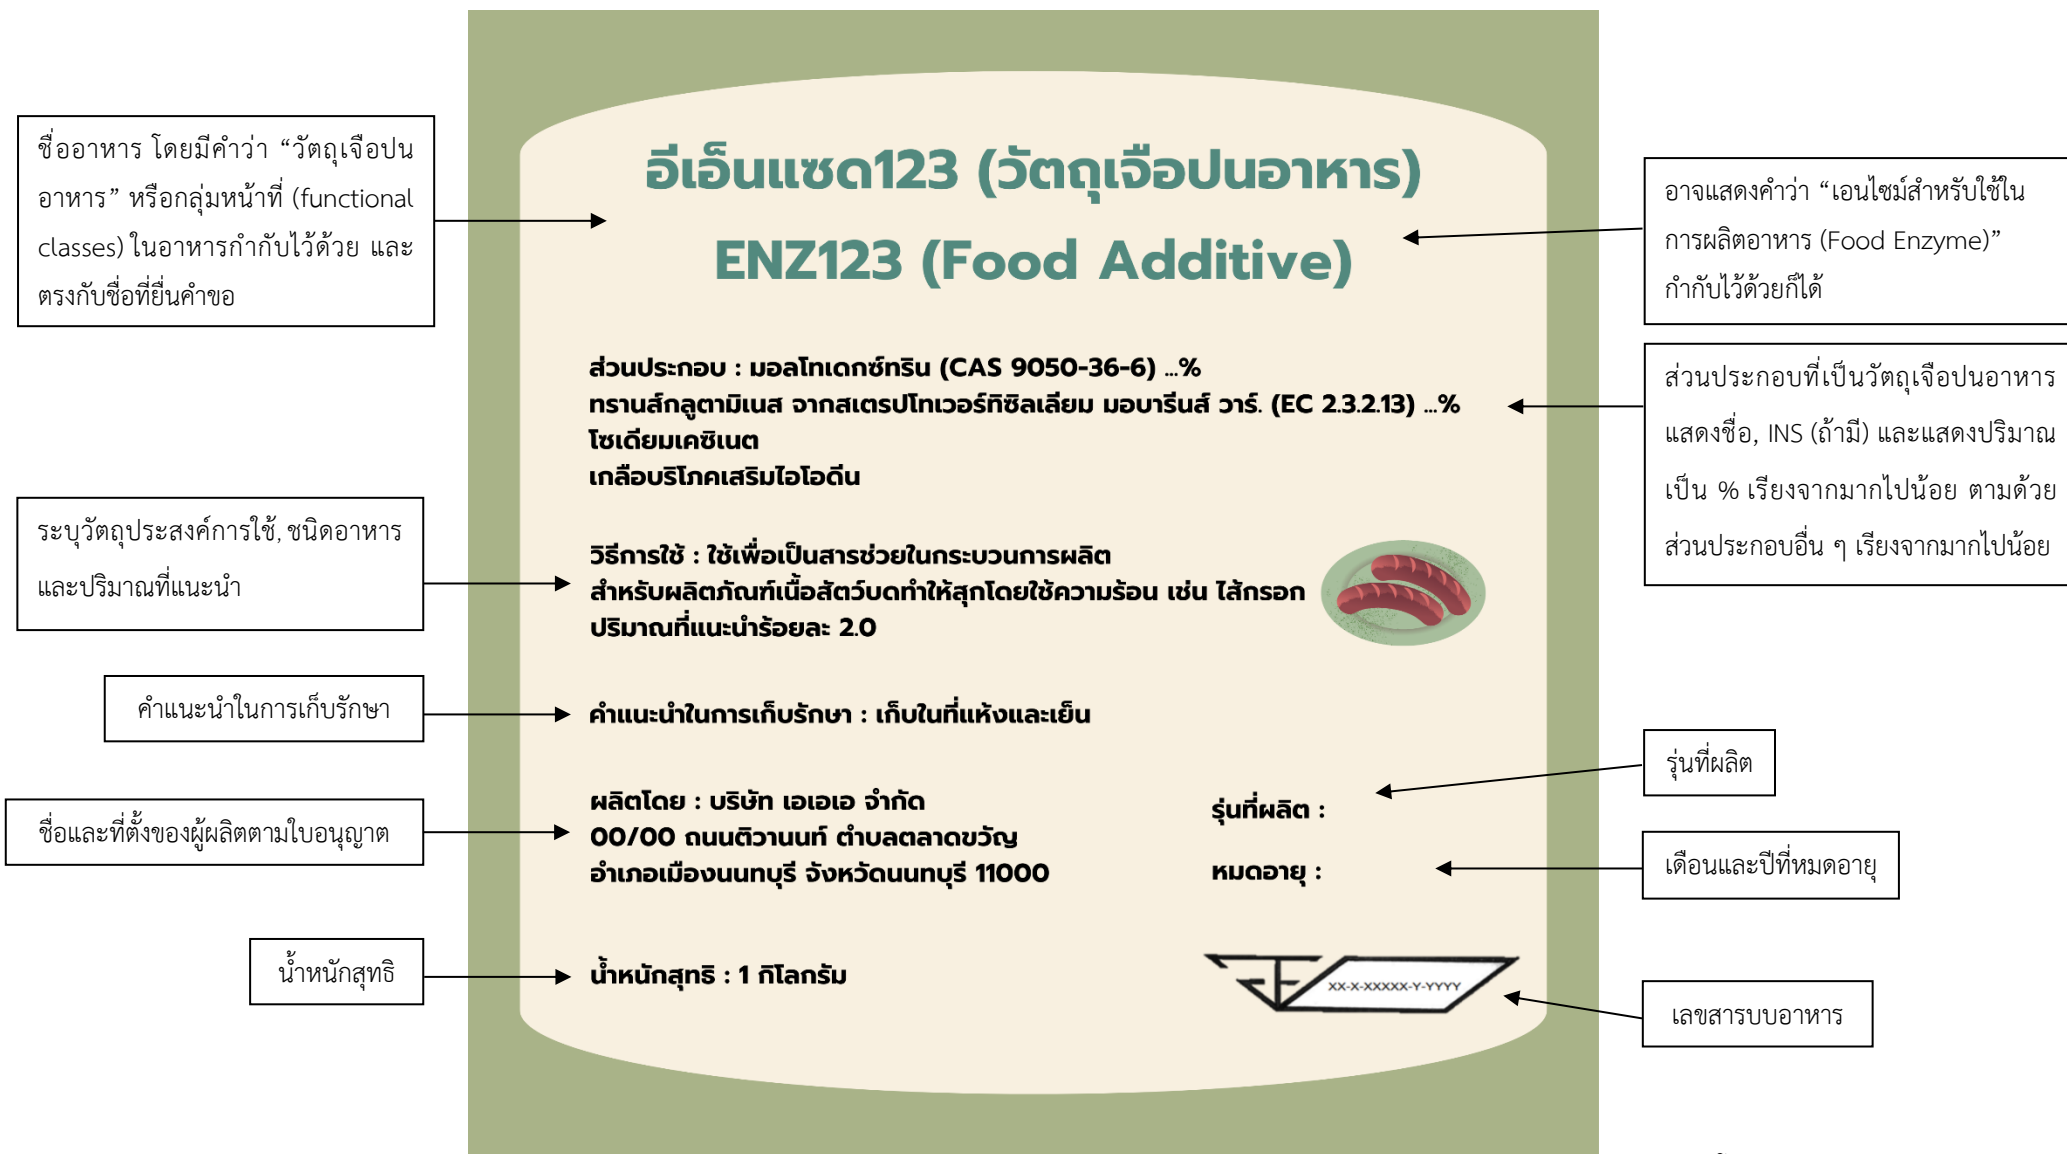 ชื่ออาหาร โดยมีคำว่า “วัตถุเจือปน
อาหาร” หรือกลุ่มหน้าที่ (functional
classes) ในอาหารกำกับไว้ด้วย และ
ตรงกับชื่อที่ยื่นคำขอ
อีเอ็นแซด123 (วัตถุเจือปนอาหาร)
ENZ123 (Food Additive)
อาจแสดงคำว่า “เอนไซม์สำหรับใช้ใน
การผลิตอาหาร (Food Enzyme)”
กำกับไว้ด้วยก็ได้
ส่วนประกอบ : มอลโทเดกซ์ทริน (CAS 9050-36-6) ...%
ทรานส์กลูตามิเนส จากสเตรปโทเวอร์ทิซิลเลียม มอบารีนส์ วาร์. (EC 2.3.2.13) ...%
โซเดียมเคซิเนต
เกลือบริโภคเสริมไอโอดีน
ส่วนประกอบที่เป็นวัตถุเจือปนอาหาร
แสดงชื่อ, INS (ถ้ามี) และแสดงปริมาณ
เป็น % เรียงจากมากไปน้อย ตามด้วย
ส่วนประกอบอื่น ๆ เรียงจากมากไปน้อย
ระบุวัตถุประสงค์การใช้, ชนิดอาหาร
และปริมาณที่แนะนำ
วิธีการใช้ : ใช้เพื่อเป็นสารช่วยในกระบวนการผลิต
สำหรับผลิตภัณฑ์เนื้อสัตว์บดทำให้สุกโดยใช้ความร้อน เช่น ไส้กรอก
ปริมาณที่แนะนำร้อยละ 2.0
คำแนะนำในการเก็บรักษา
คำแนะนำในการเก็บรักษา : เก็บในที่แห้งและเย็น
ชื่อและที่ตั้งของผู้ผลิตตามใบอนุญาต
ผลิตโดย : บริษัท เอเอเอ จำกัด
00/00 ถนนติวานนท์ ตำบลตลาดขวัญ
อำเภอเมืองนนทบุรี จังหวัดนนทบุรี 11000
รุ่นที่ผลิต :
รุ่นที่ผลิต
หมดอายุ :
เดือนและปีที่หมดอายุ
น้ำหนักสุทธิ
น้ำหนักสุทธิ : 1 กิโลกรัม
XX-X-XXXXX-Y-YYYY
เลขสารบบอาหาร